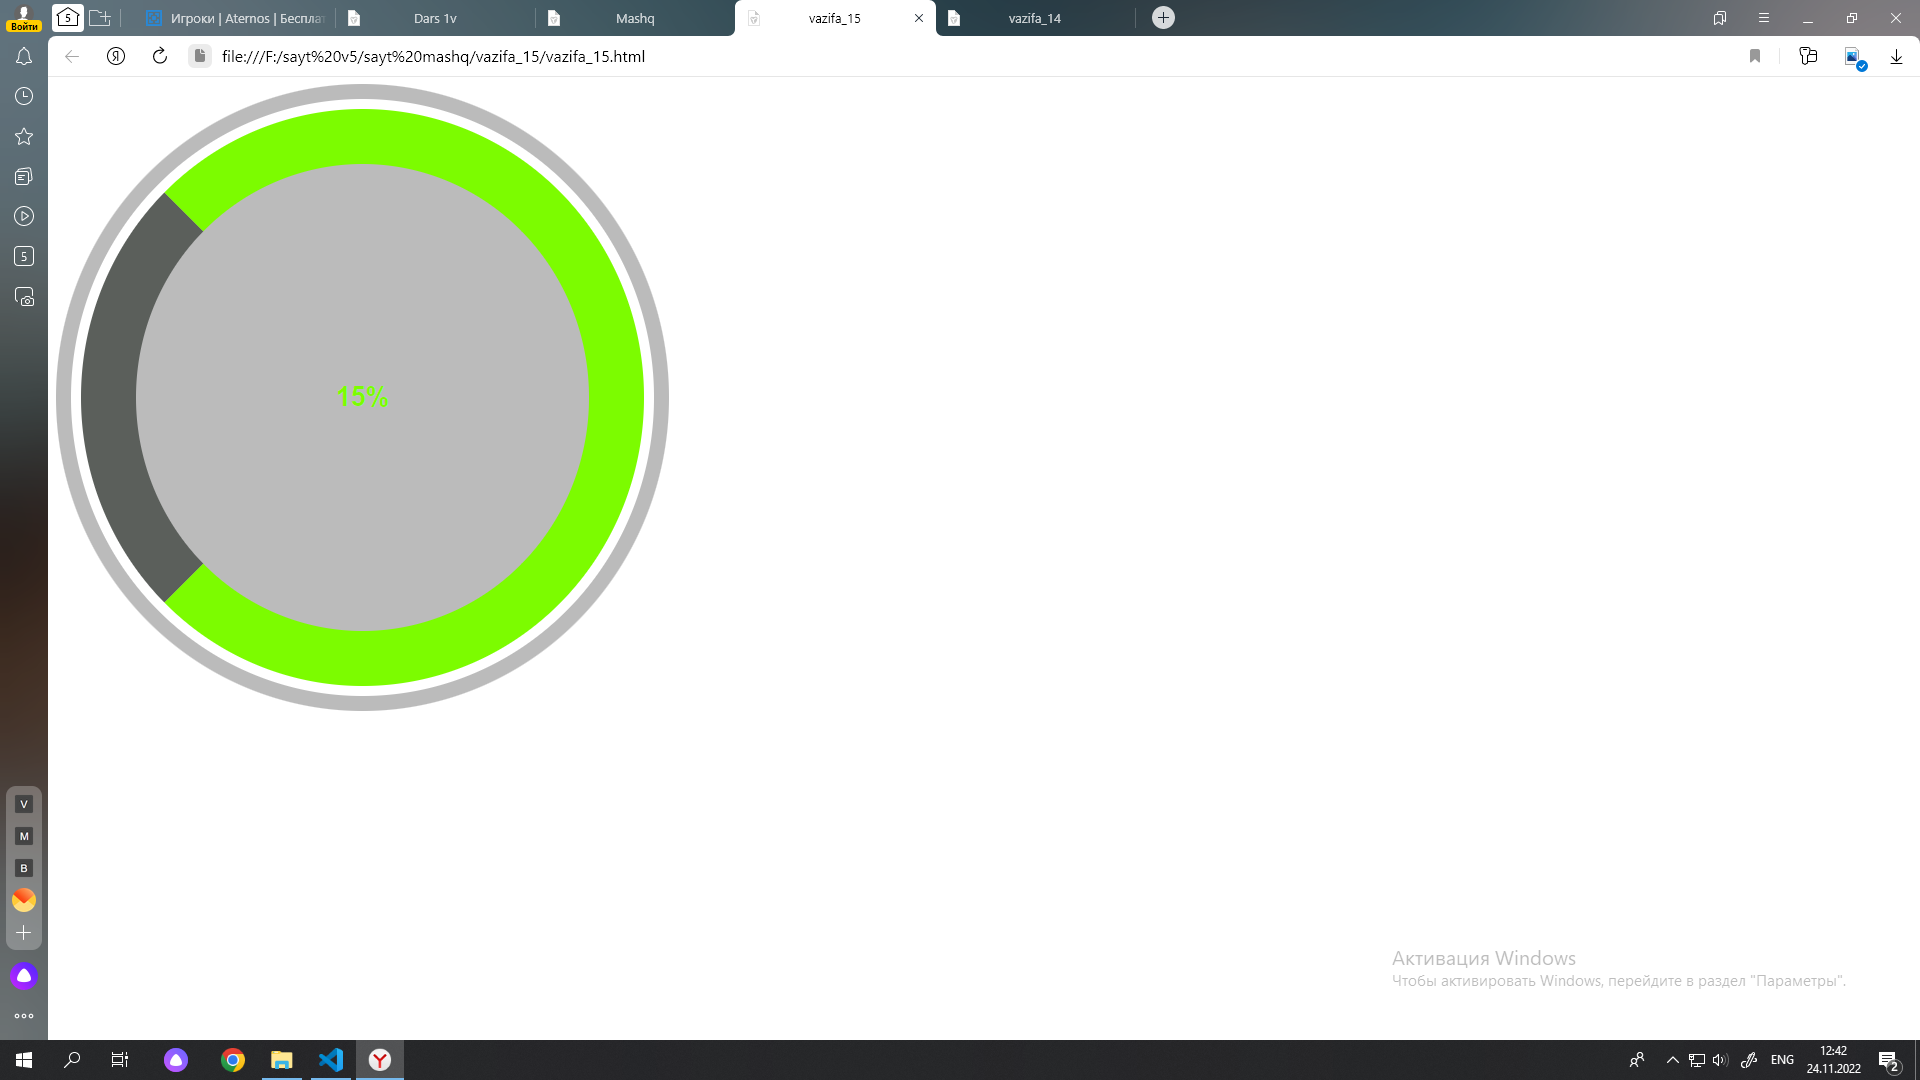 Войти
5
Игроки | Aternos | Бесплат
Dars 1v
Mashq
vazifa_15
vazifa_14
Я
file:///F:/sayt%20v5/sayt%20mashq/vazifa_15/vazifa_15.html
5
15%
V
M
B
Активация Windows
Чтобы активировать Windows, перейдите в раздел "Параметры".
Y
ENG
12:42
24.11.2022
2